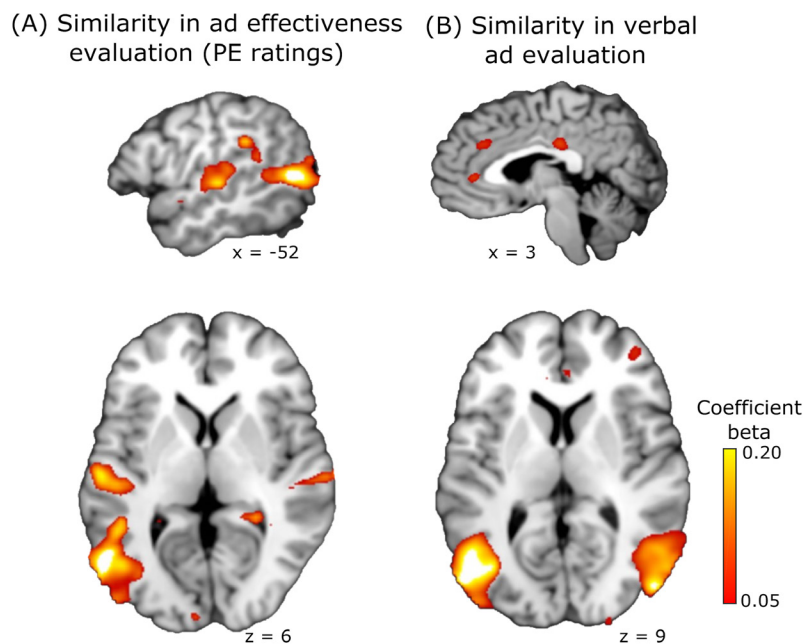 (A) Similarity in ad effectiveness
evaluation (PE ratings)
(B) Similarity in verbal
ad evaluation
x = -52
x = 3
Coefficient
beta
0.20
0.05
z = 6
z = 9